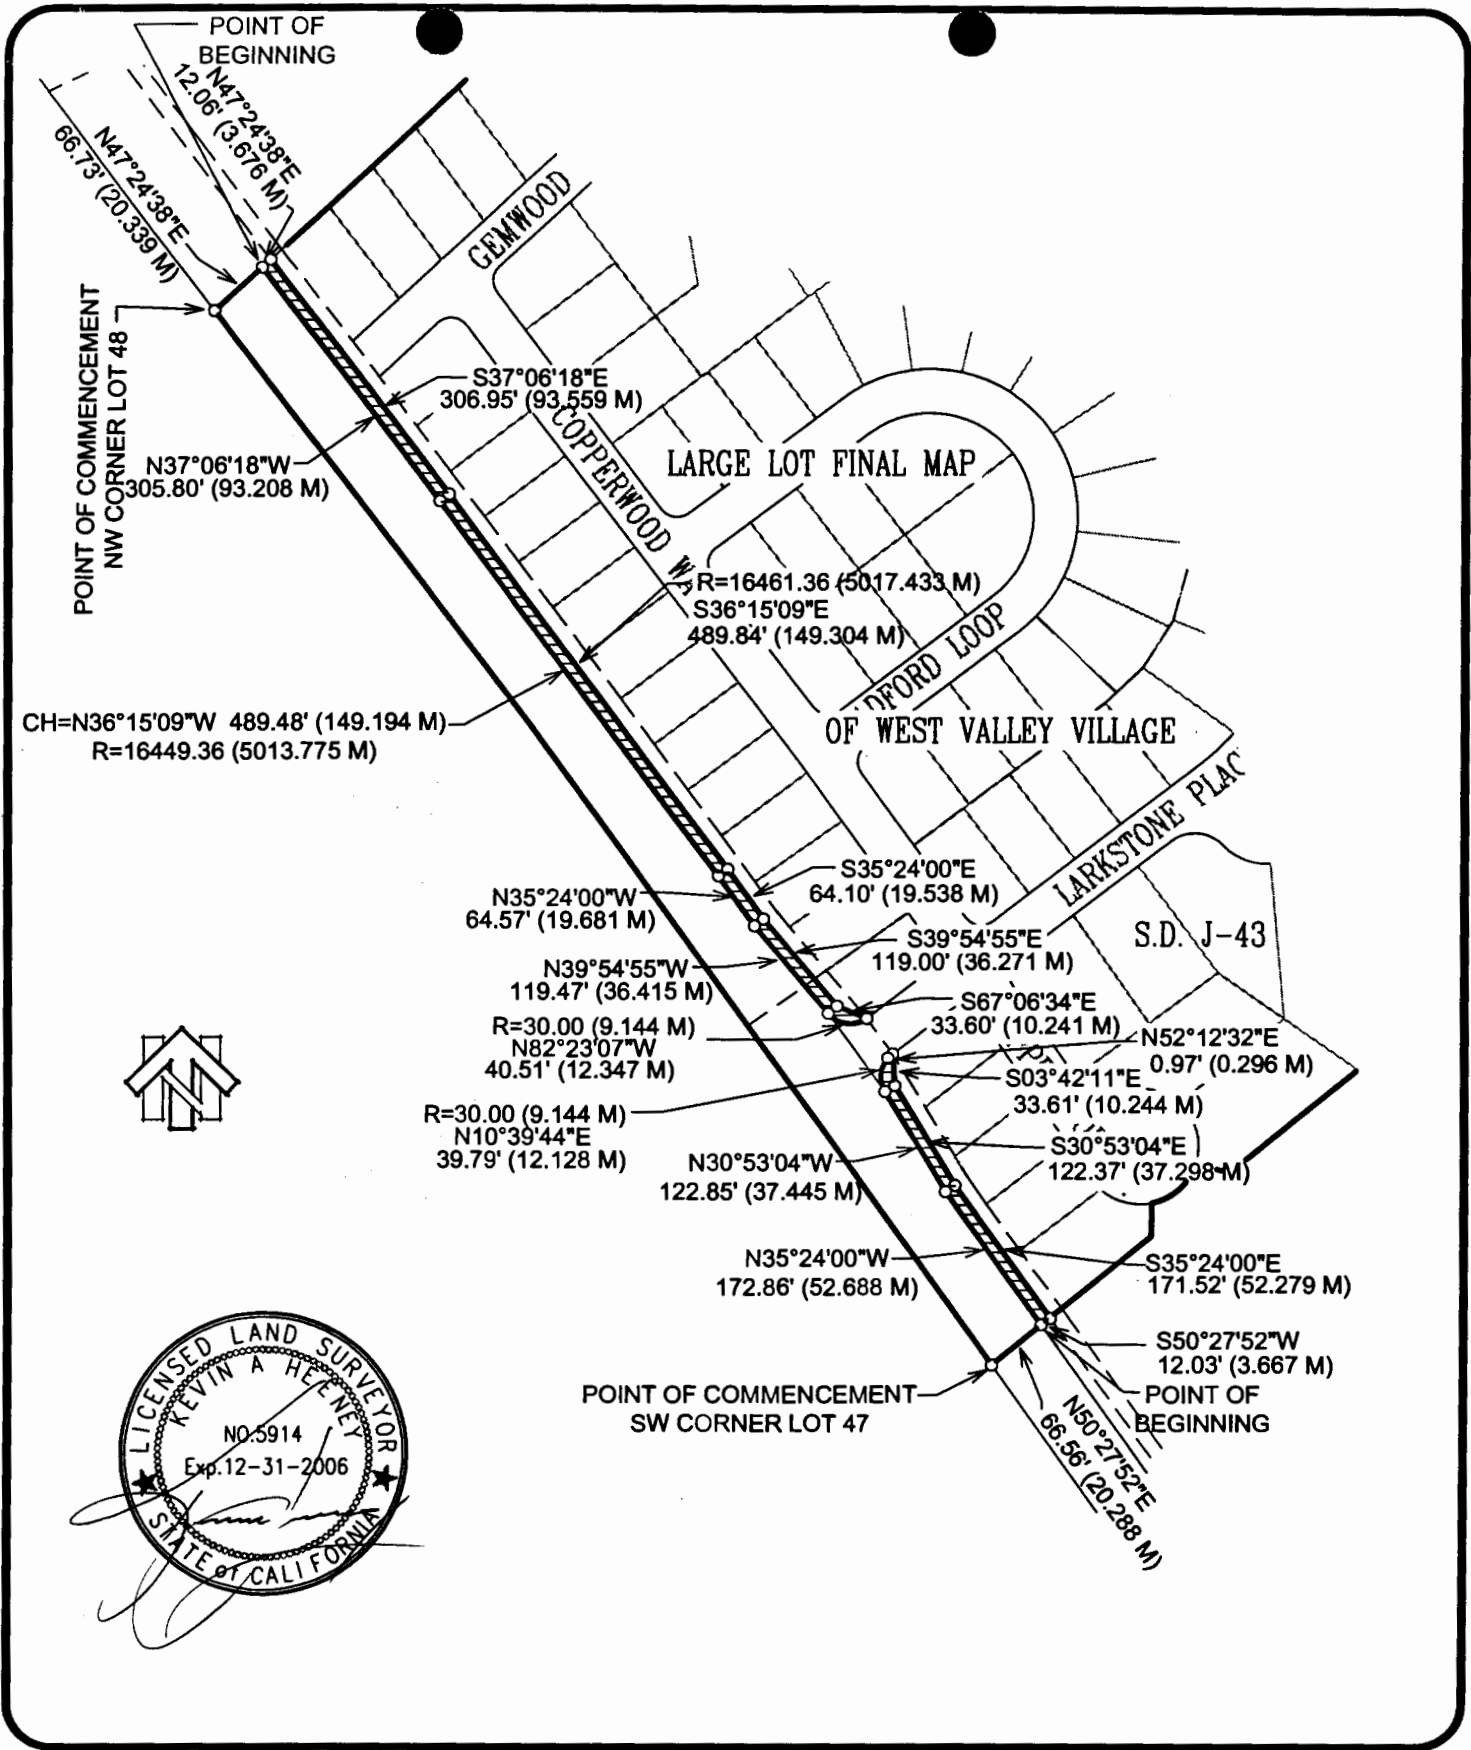 POINT OF
BEGINNING
N47°24'38"E
12.06' (3.676 M)
N47°24'38"E
66.73' (20.339 M)
POINT OF COMMENCEMENT
NW CORNER LOT 48
GEMWOOD
S37°06'18"E
306.95' (93.559 M)
COPPERWOOD
LARGE LOT FINAL MAP
N37°06'18"W
305.80' (93.208 M)
R=16461.36 (5017.433 M)
S36°15'09"E
489.84' (149.304 M)
DFORD LOOP
OF WEST VALLEY VILLAGE
CH=N36°15'09"W 489.48' (149.194 M)
R=16449.36 (5013.775 M)
LARKSTONE PLAC
S35°24'00"E
64.10' (19.538 M)
N35°24'00"W
64.57' (19.681 M)
S.D. J-43
S39°54'55"E
119.00' (36.271 M)
N39°54'55"W
119.47' (36.415 M)
S67°06'34"E
33.60' (10.241 M)
R=30.00 (9.144 M)
N82°23'07"W
40.51' (12.347 M)
N52°12'32"E
0.97' (0.296 M)
S03°42'11"E
33.61' (10.244 M)
R=30.00 (9.144 M)
N10°39'44"E
39.79' (12.128 M)
S30°53'04"E
122.37' (37.298 M)
N30°53'04"W
122.85' (37.445 M)
N35°24'00"W
172.86' (52.688 M)
S35°24'00"E
171.52' (52.279 M)
S50°27'52"W
12.03' (3.667 M)
POINT OF COMMENCEMENT
SW CORNER LOT 47
POINT OF
BEGINNING
N50°27'52"E
66.56' (20.288 M)
LICENSED LAND SURVEYOR
KEVIN A HEENEY
NO.5914
Exp.12-31-2006
STATE of CALIFORNIA